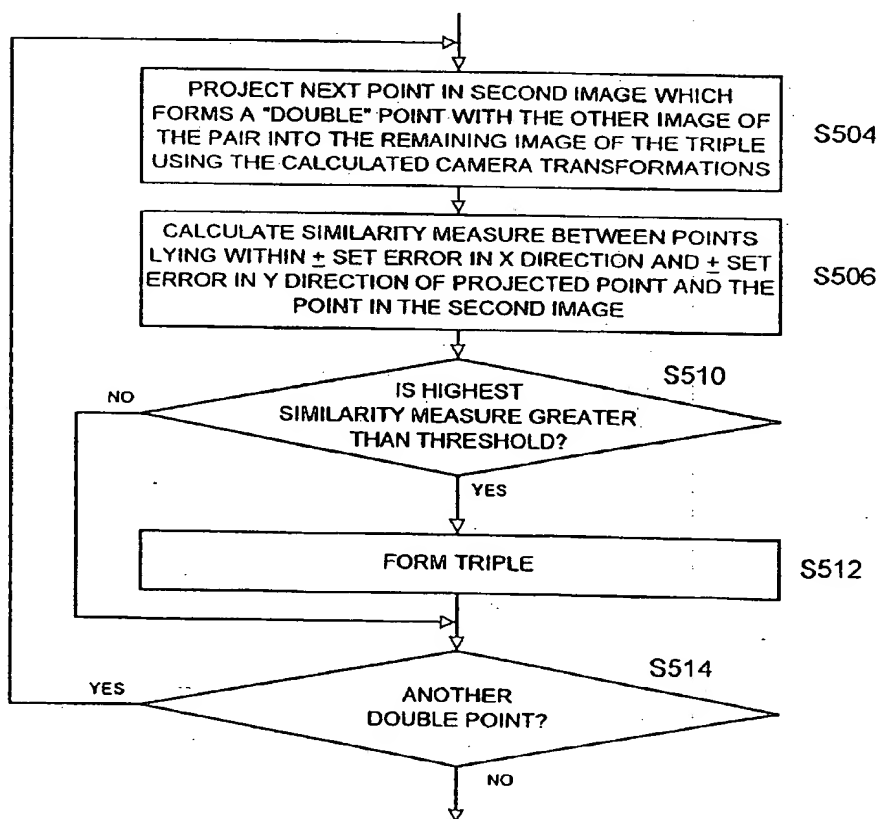 PROJECT NEXT POINT IN SECOND IMAGE WHICH
FORMS A "DOUBLE" POINT WITH THE OTHER IMAGE OF
THE PAIR INTO THE REMAINING IMAGE OF THE TRIPLE
USING THE CALCULATED CAMERA TRANSFORMATIONS
S504
CALCULATE SIMILARITY MEASURE BETWEEN POINTS
LYING WITHIN ± SET ERROR IN X DIRECTION AND ± SET
ERROR IN Y DIRECTION OF PROJECTED POINT AND THE
POINT IN THE SECOND IMAGE
S506
S510
NO
IS HIGHEST
SIMILARITY MEASURE GREATER
THAN THRESHOLD?
YES
FORM TRIPLE
S512
S514
YES
ANOTHER
DOUBLE POINT?
NO